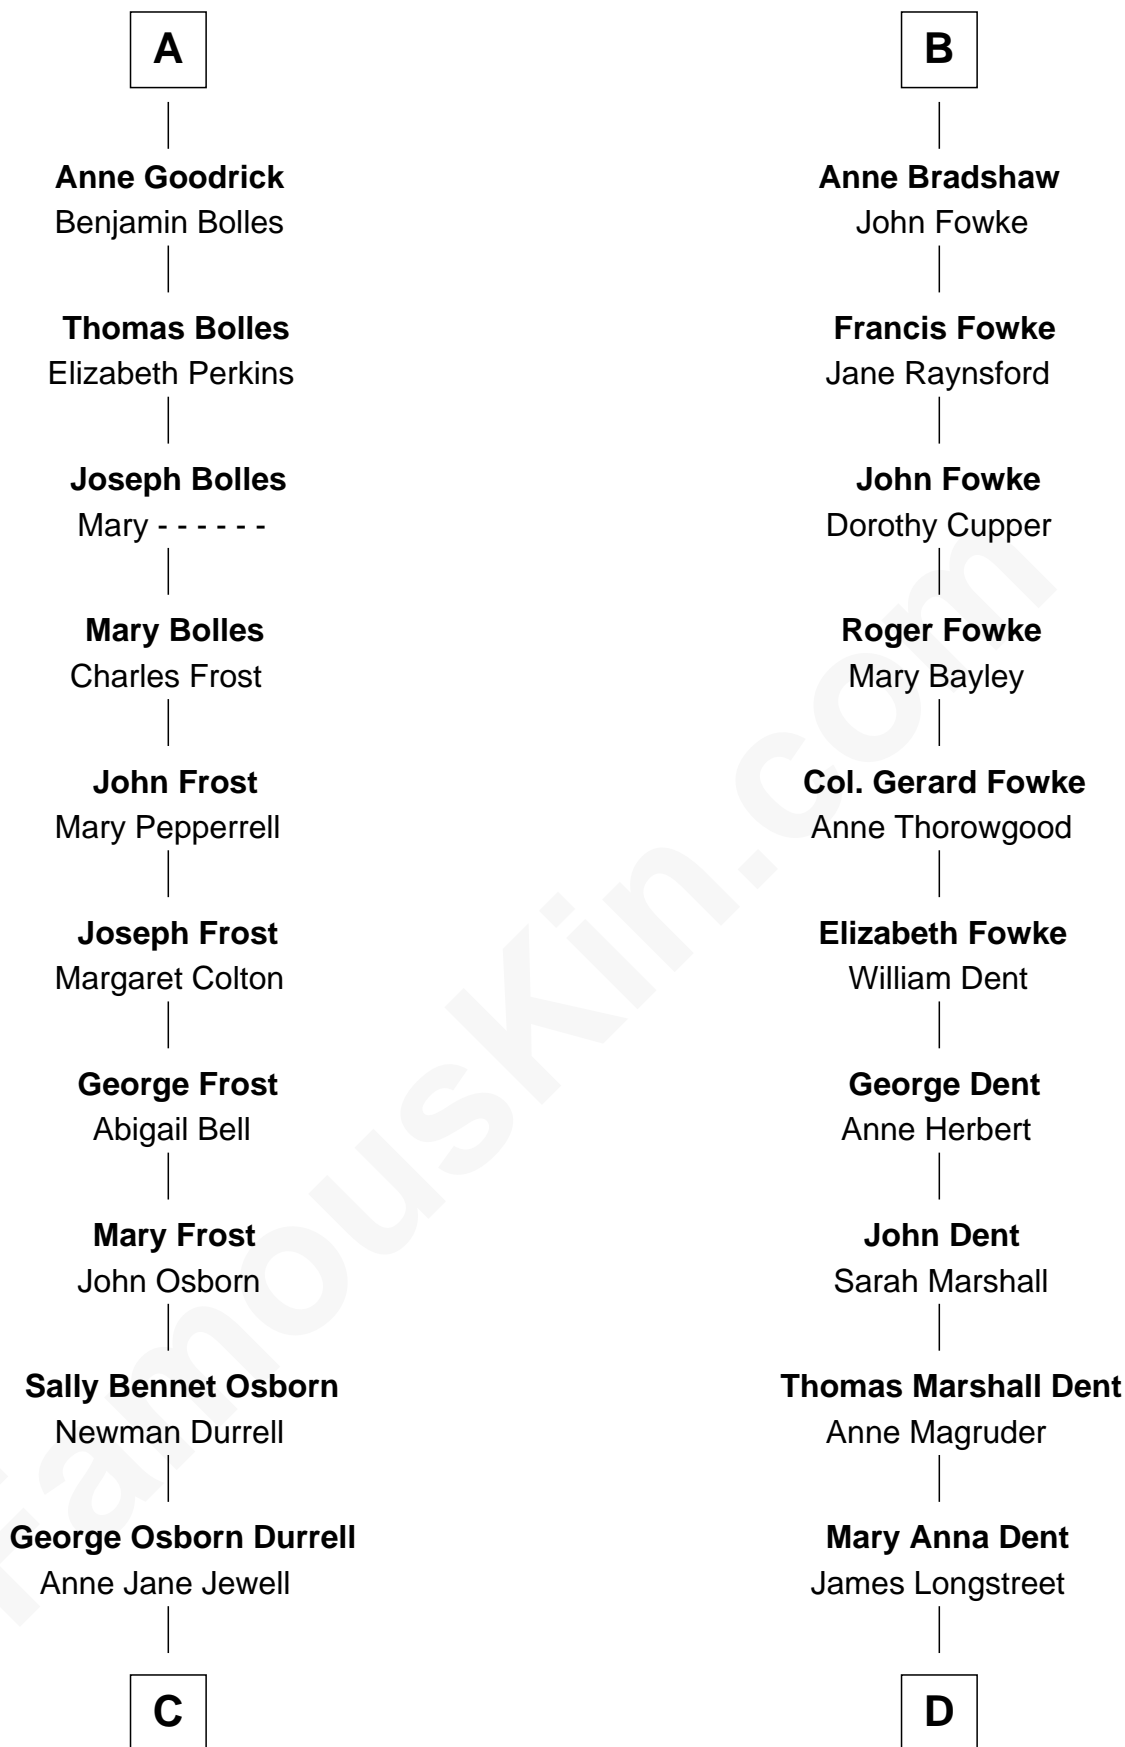 A
Anne Goodrick
Benjamin Bolles
Thomas Bolles
Elizabeth Perkins
Joseph Bolles
Mary - - - - - -
Mary Bolles
Charles Frost
John Frost
Mary Pepperrell
Joseph Frost
Margaret Colton
George Frost
Abigail Bell
Mary Frost
John Osborn
Sally Bennet Osborn
Newman Durrell
George Osborn Durrell
Anne Jane Jewell
C
B
Anne Bradshaw
John Fowke
Francis Fowke
Jane Raynsford
John Fowke
Dorothy Cupper
Roger Fowke
Mary Bayley
Col. Gerard Fowke
Anne Thorowgood
Elizabeth Fowke
William Dent
George Dent
Anne Herbert
John Dent
Sarah Marshall
Thomas Marshall Dent
Anne Magruder
Mary Anna Dent
James Longstreet
D
FamousKin.com